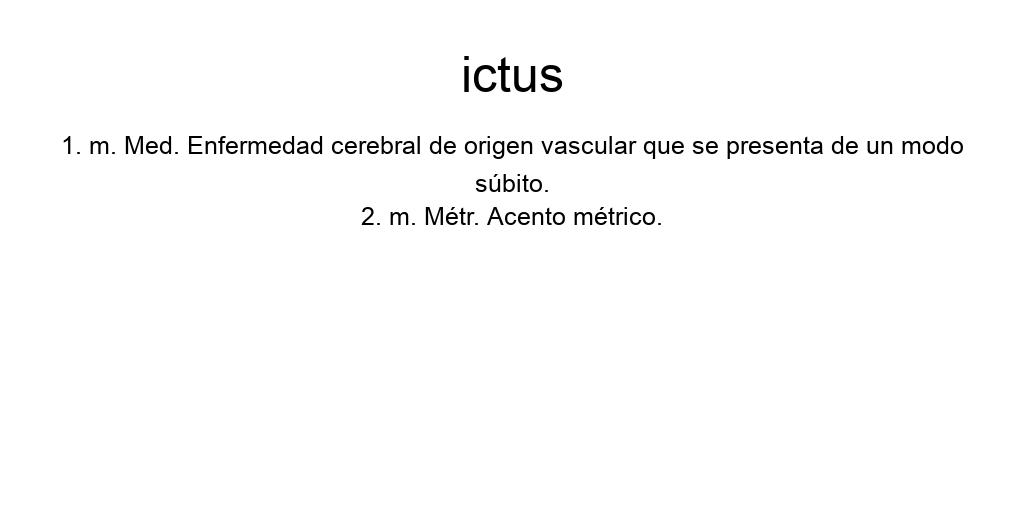 ictus
1. m. Med. Enfermedad cerebral de origen vascular que se presenta de un modo
súbito.
2. m. Métr. Acento métrico.